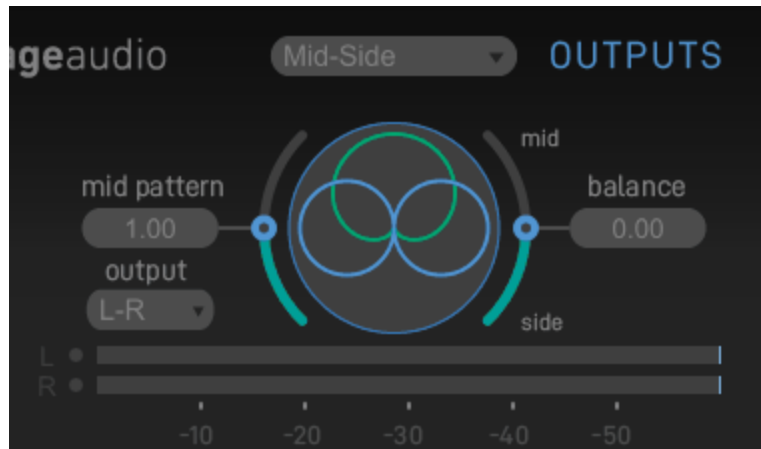 ageaudio
Mid-Side
OUTPUTS
mid
mid pattern
balance
1.00
0.00
output
L-R
side
L
R
-10 -20 -30 -40 -50